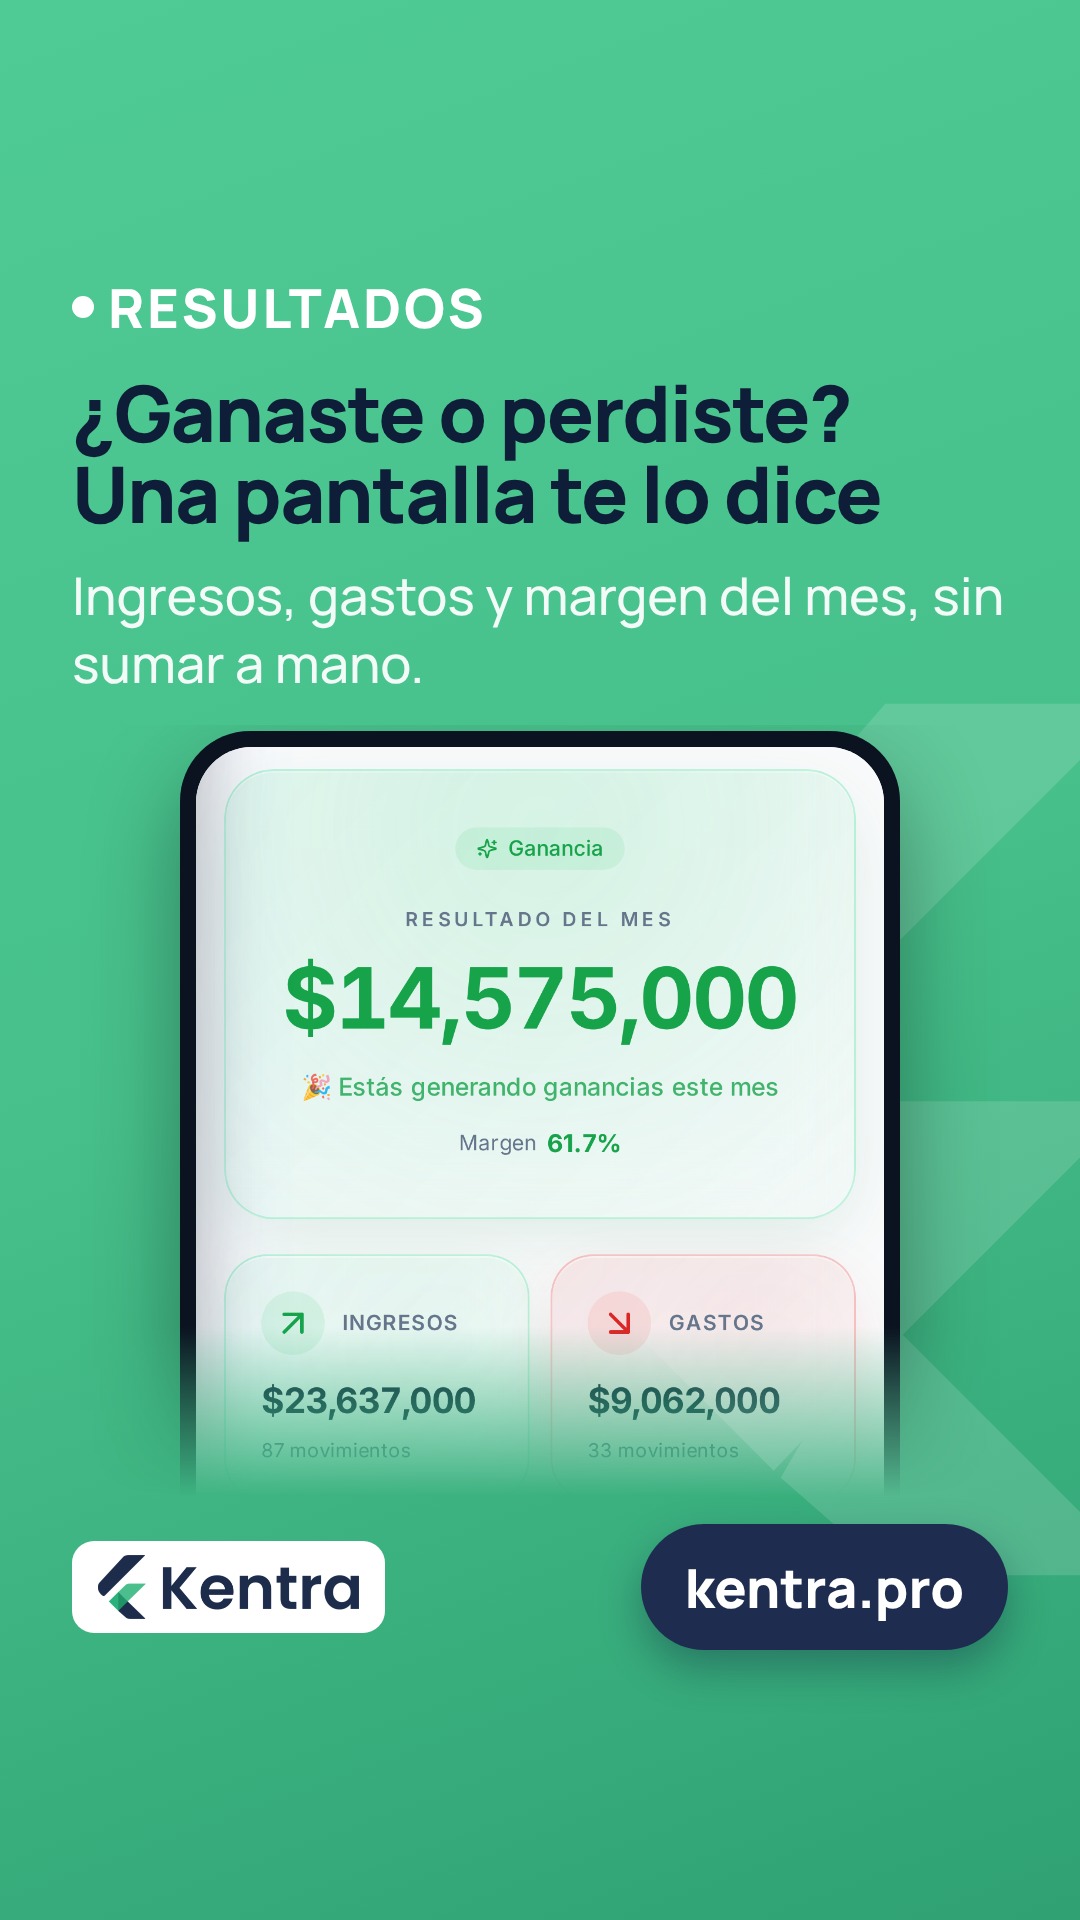 RESULTADOS
¿Ganaste o perdiste?
Una pantalla te lo dice
Ingresos, gastos y margen del mes, sin
sumar a mano.
Ganancia
RESULTADO DEL MES
$14,575,000
🎉 Estás generando ganancias este mes
Margen 61.7%
INGRESOS
$23,637,000
87 movimientos
GASTOS
$9,062,000
33 movimientos
Kentra
kentra.pro